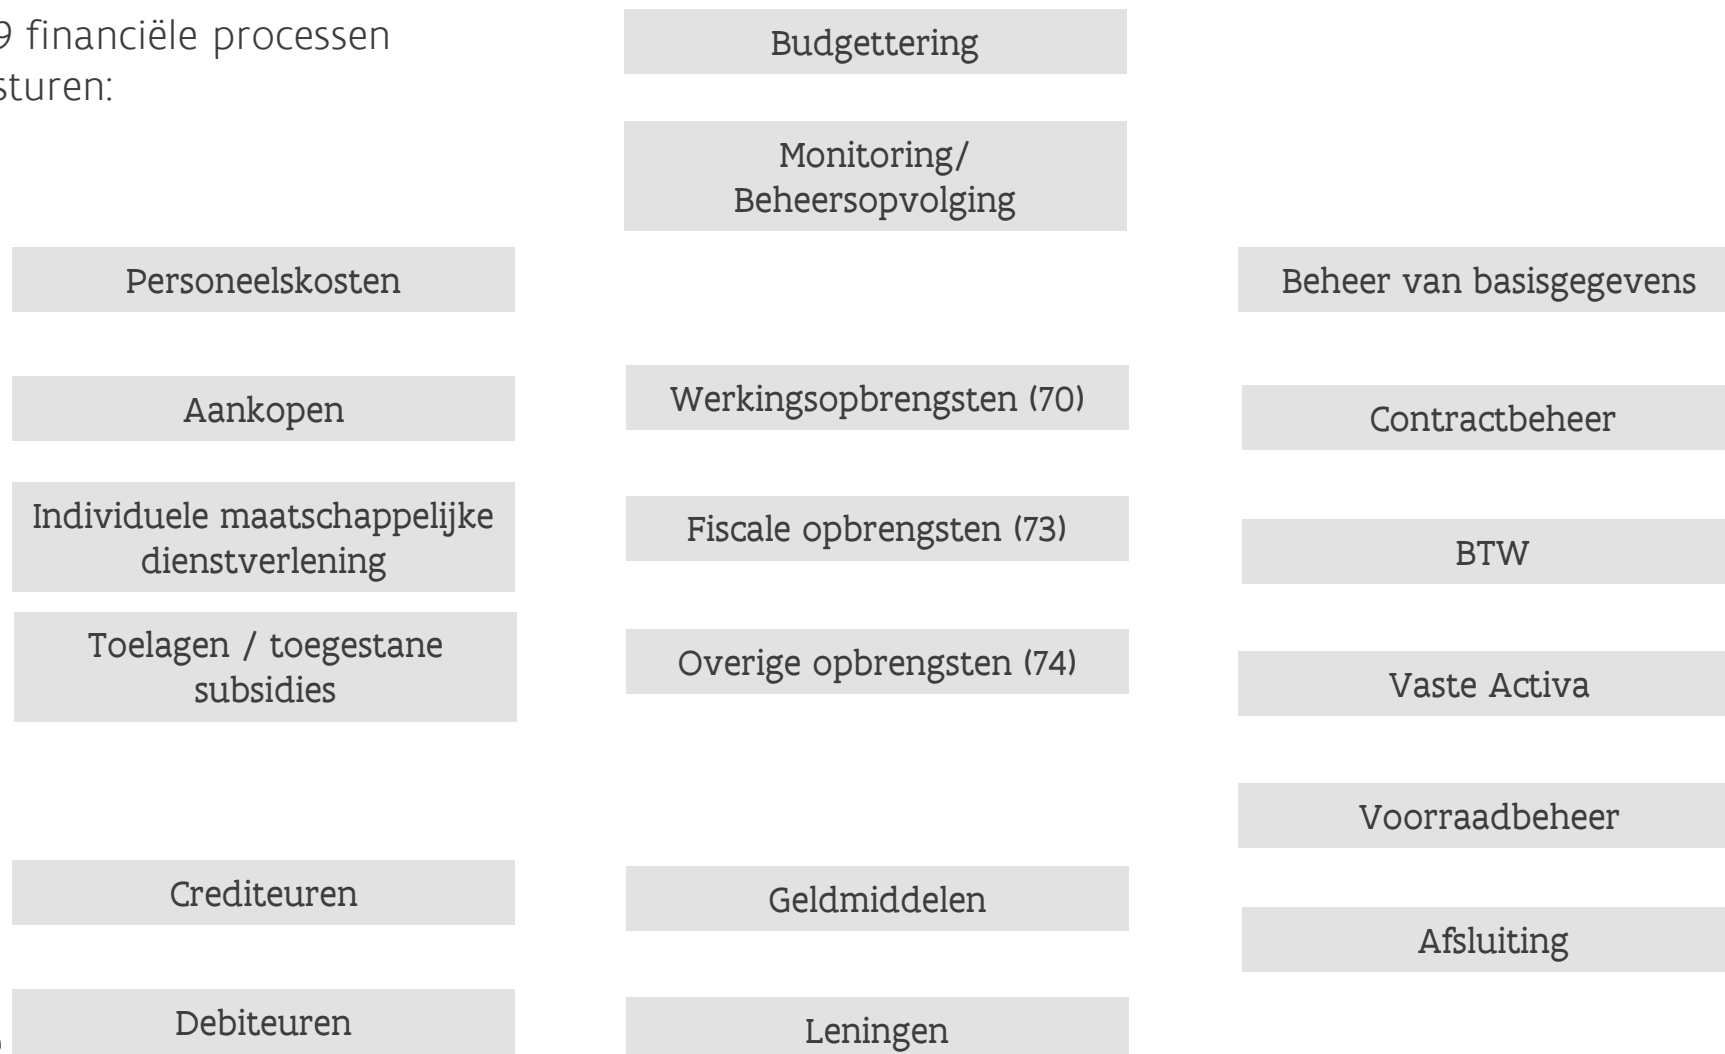 9 financiële processen
sturen:
Budgettering
Monitoring/
Beheersopvolging
Personeelskosten
Aankopen
Individuele maatschappelijke
dienstverlening
Toelagen / toegestane
subsidies
Crediteuren
Debiteuren
Werkingsopbrengsten (70)
Fiscale opbrengsten (73)
Overige opbrengsten (74)
Geldmiddelen
Leningen
Beheer van basisgegevens
Contractbeheer
BTW
Vaste Activa
Voorraadbeheer
Afsluiting